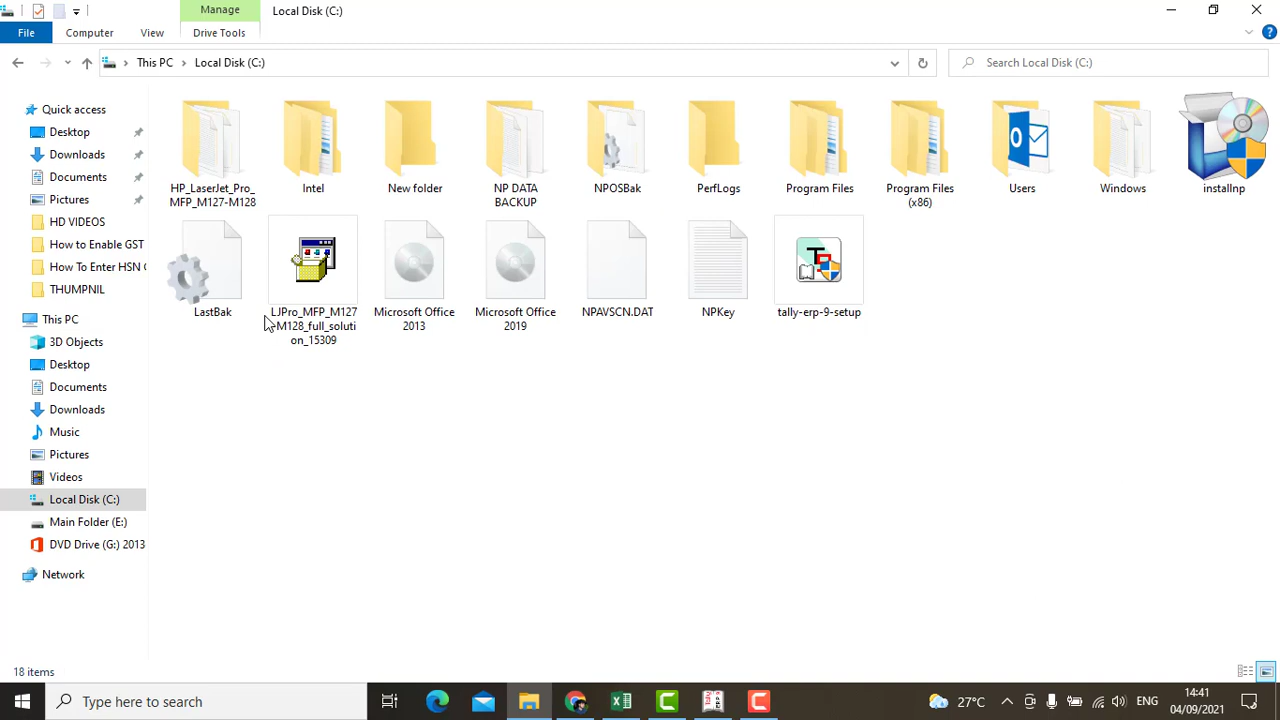 Manage
Local Disk (C:)
File
Computer
View
Drive Tools
This PC
Local Disk (C:)
Search Local Disk (C:)
Quick access
Desktop
Downloads
Documents
Pictures
HD VIDEOS
How to Enable GST
How To Enter HSN C
THUMPNIL
This PC
3D Objects
Desktop
Documents
Downloads
Music
Pictures
Videos
Local Disk (C:)
Main Folder (E:)
DVD Drive (G:) 2013
Network
HP_LaserJet_Pro_
MFP_M127-M128
Intel
New folder
NP DATA
BACKUP
NPOSBak
PerfLogs
Program Files
Program Files
(x86)
Users
Windows
installnp
LastBak
LJPro_MFP_M127
-M128_full_soluti
on_15309
Microsoft Office
2013
Microsoft Office
2019
NPAVSCN.DAT
NPKey
tally-erp-9-setup
18 items
Type here to search
27°C
ENG
14:41
04/09/2021